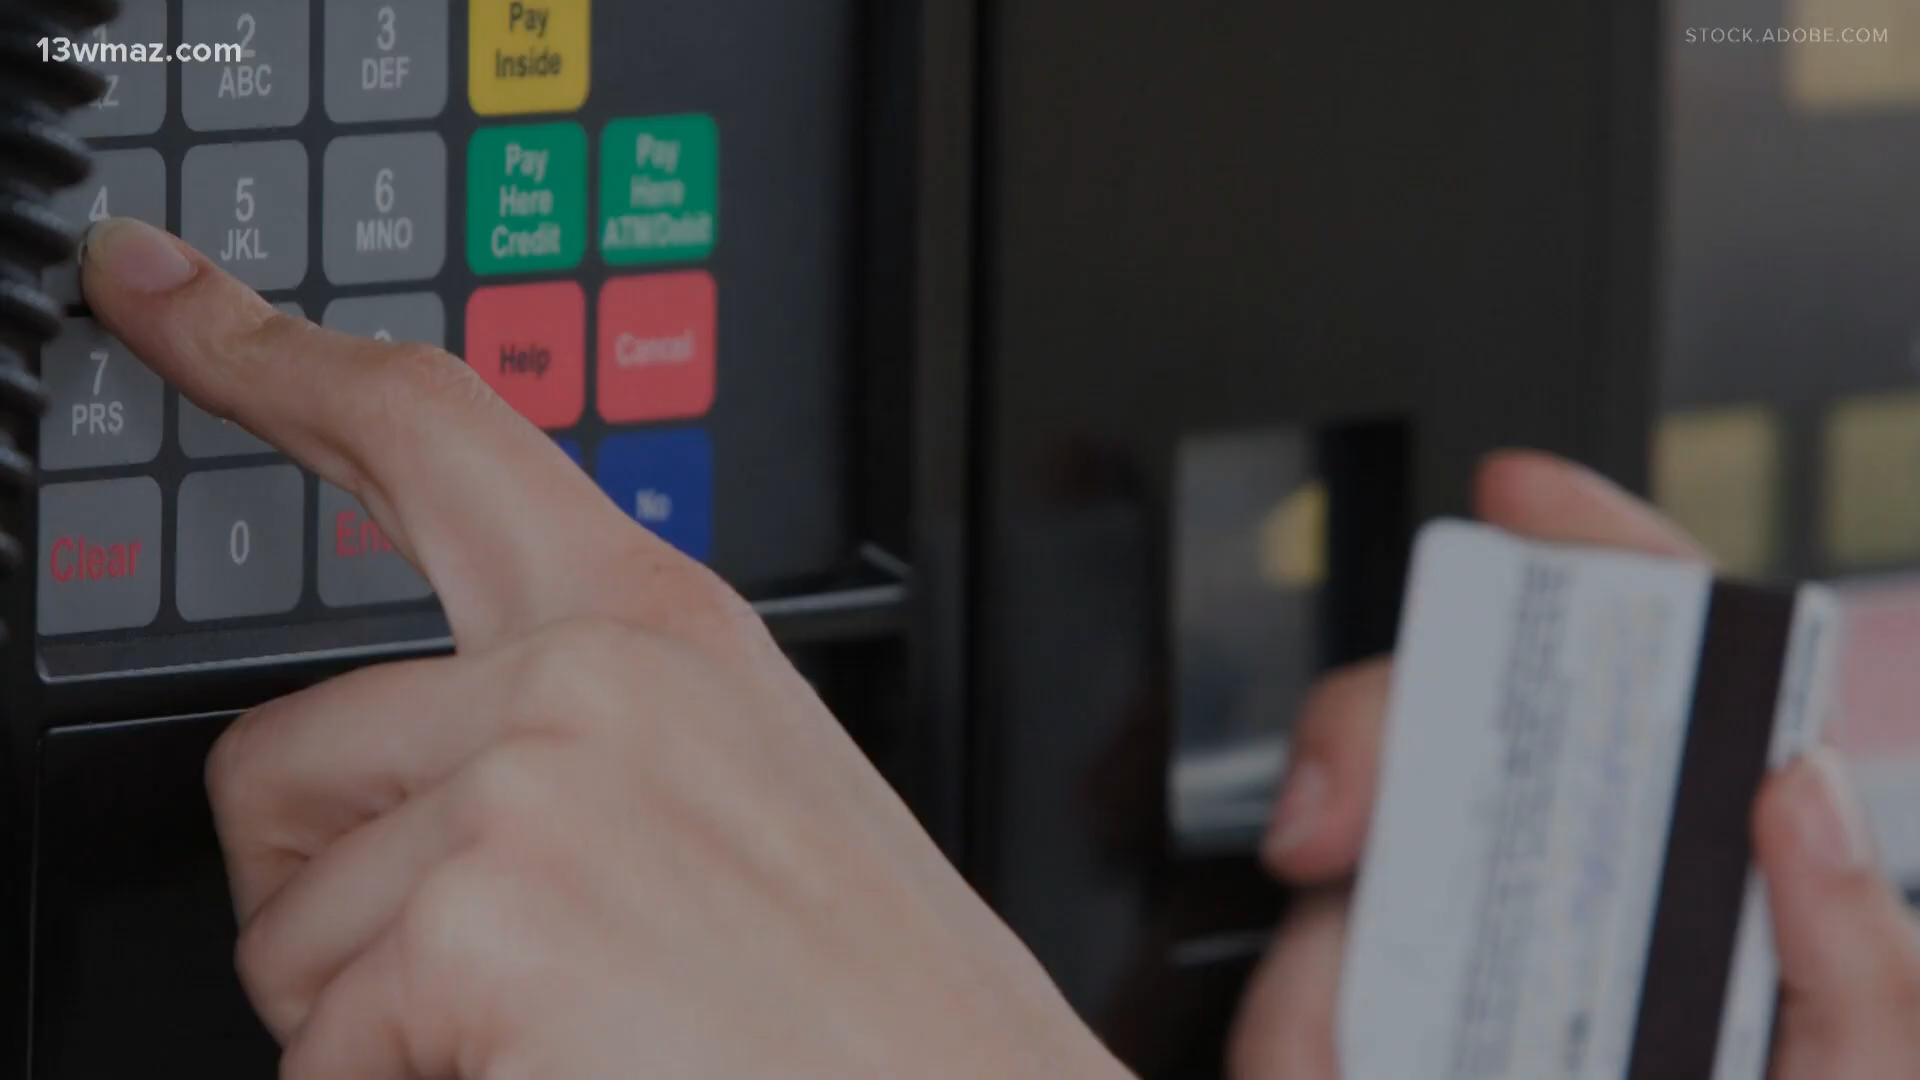 13wmaz.com
STOCK.ADOBE.COM
2
ABC
3
DEF
Pay
Inside
4
5
JKL
6
MNO
Pay
Here
Credit
Pay
Here
ATM/Debit
7
PRS
Help
Cancel
Clear
0
No